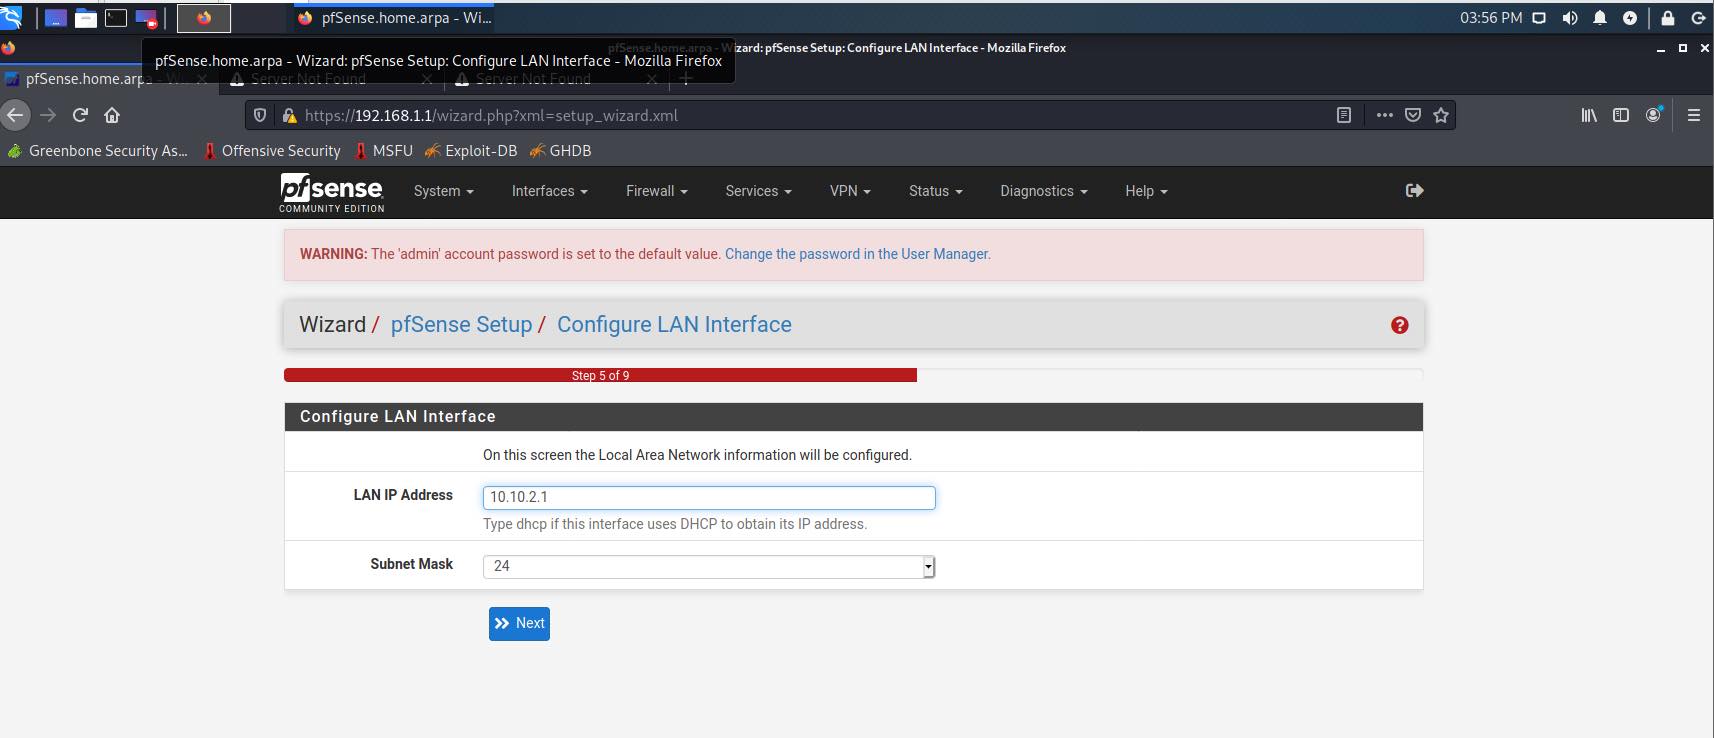 pfSense.home.arpa - Wi...
03:56 PM
pfSense.home.arpa - Wizard: pfSense Setup: Configure LAN Interface - Mozilla Firefox
pfSense.home.arpa - Wizard: pfSense Setup: Configure LAN Interface - Mozilla Firefox
pfSense.home.arpa - Wi
Server Not Found
Server Not Found
https://192.168.1.1/wizard.php?xml=setup_wizard.xml
Greenbone Security As... Offensive Security MSFU Exploit-DB GHDB
pfsense
COMMUNITY EDITION
System Interfaces Firewall Services VPN Status Diagnostics Help
WARNING: The 'admin' account password is set to the default value. Change the password in the User Manager.
Wizard / pfSense Setup / Configure LAN Interface
Step 5 of 9
Configure LAN Interface
On this screen the Local Area Network information will be configured.
LAN IP Address
10.10.2.1
Type dhcp if this interface uses DHCP to obtain its IP address.
Subnet Mask
24
Next